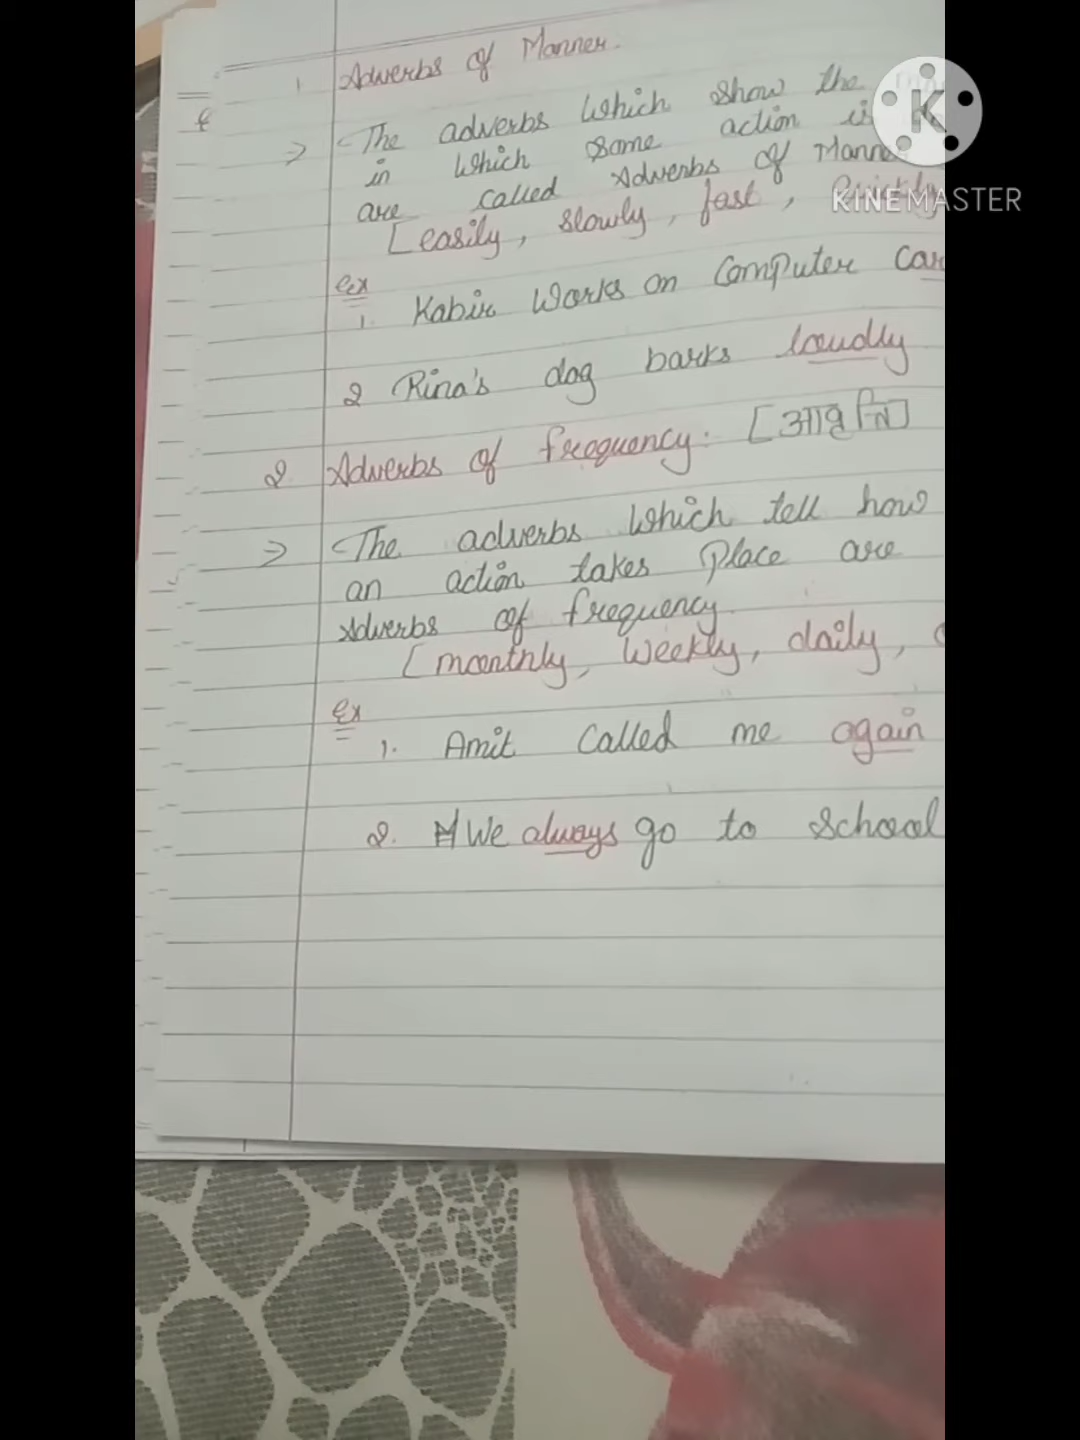 1 Adverbs of Manner.
⇒ The adverbs which show the
in which some action is
are called Adverbs of Manner
[easily, slowly, fast, Quickly
Ex
1. Kabir works on Computer car
2 Rina's dog barks loudly
2 Adverbs of frequency: [आवृत्ति]
⇒ The adverbs which tell how
an action takes Place are
Adverbs of frequency.
[monthly, weekly, daily,
Ex
1. Amit called me again
2. We always go to School
KINEMASTER